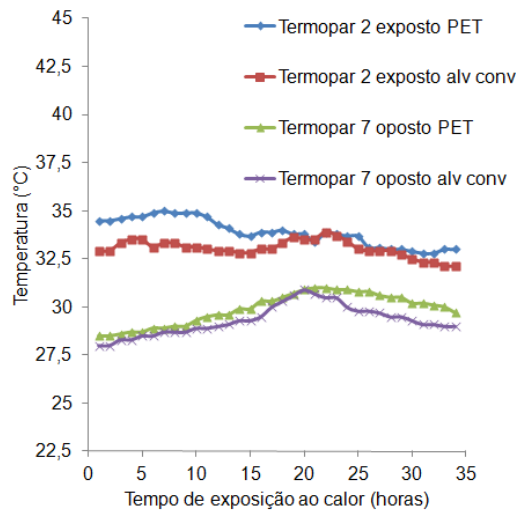 45
42,5
40
37,5
35
32,5
30
27,5
25
22,5
Temperatura (°C)
Termopar 2 exposto PET
Termopar 2 exposto alv conv
Termopar 7 oposto PET
Termopar 7 oposto alv conv
0 5 10 15 20 25 30 35
Tempo de exposição ao calor (horas)